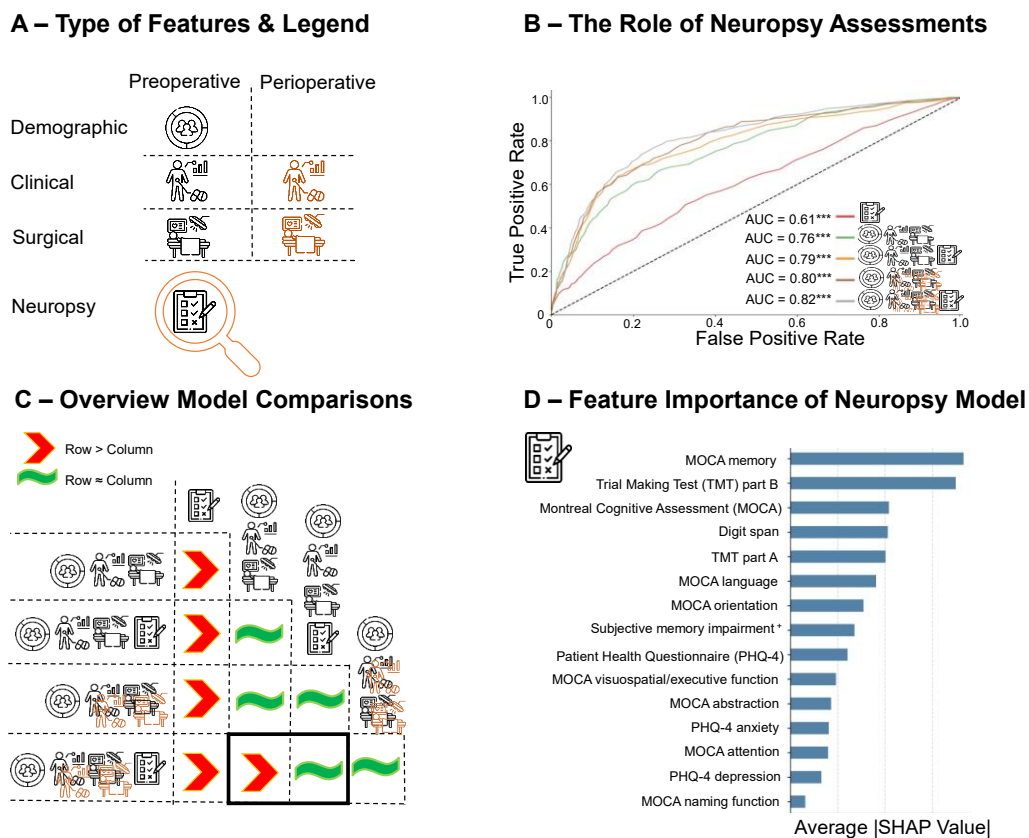 A – Type of Features & Legend
Preoperative Perioperative
Demographic
Clinical
Surgical
Neuropsy
B – The Role of Neuropsy Assessments
True Positive Rate
1.0
0.8
0.6
0.4
0.2
0
AUC = 0.61***
AUC = 0.76***
AUC = 0.79***
AUC = 0.80***
AUC = 0.82***
0 0.2 0.4 0.6 0.8 1.0
False Positive Rate
C – Overview Model Comparisons
Row > Column
Row ≈ Column
D – Feature Importance of Neuropsy Model
MOCA memory
Trial Making Test (TMT) part B
Montreal Cognitive Assessment (MOCA)
Digit span
TMT part A
MOCA language
MOCA orientation
Subjective memory impairment +
Patient Health Questionnaire (PHQ-4)
MOCA visuospatial/executive function
MOCA abstraction
PHQ-4 anxiety
MOCA attention
PHQ-4 depression
MOCA naming function
Average |SHAP Value|